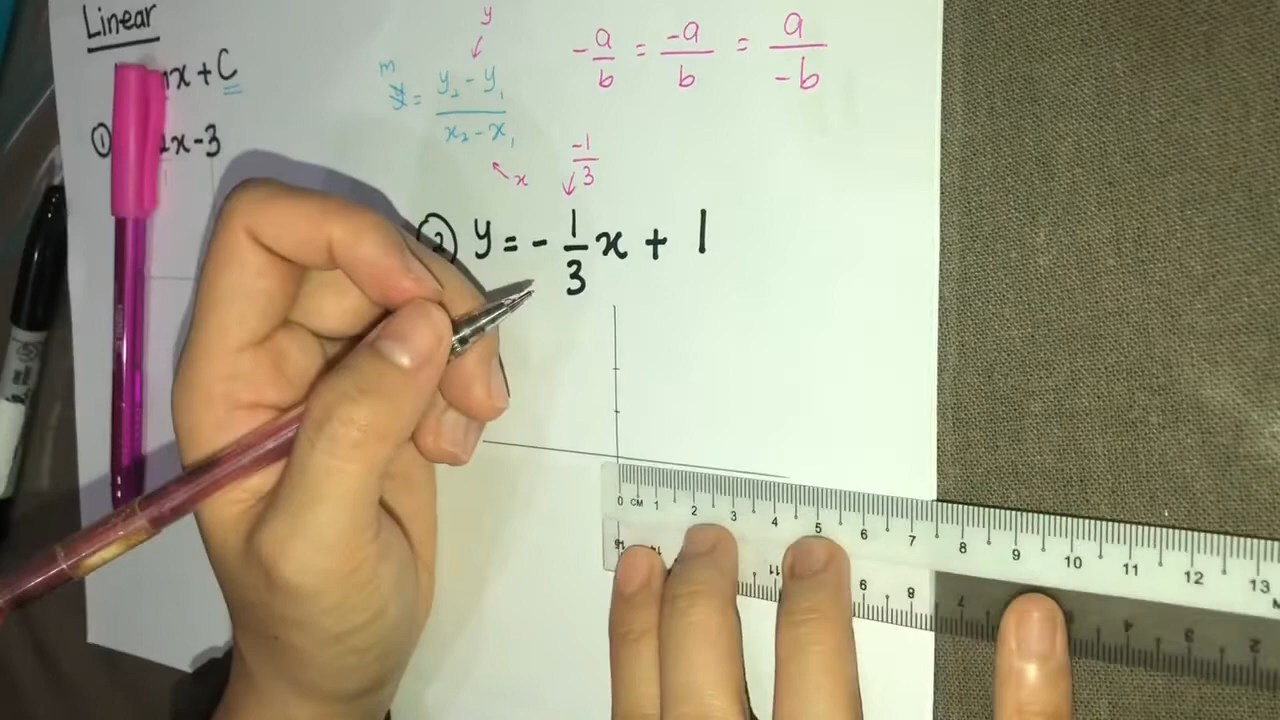 Linear
x + C
① 2x - 3
y
m = y₂ - y₁ / x₂ - x₁
x
- a/b = -a/b = a/-b
-1/3
② y = - 1/3 x + 1
0 CM 1 2 3 4 5 6 7 8 9 10 11 12 13